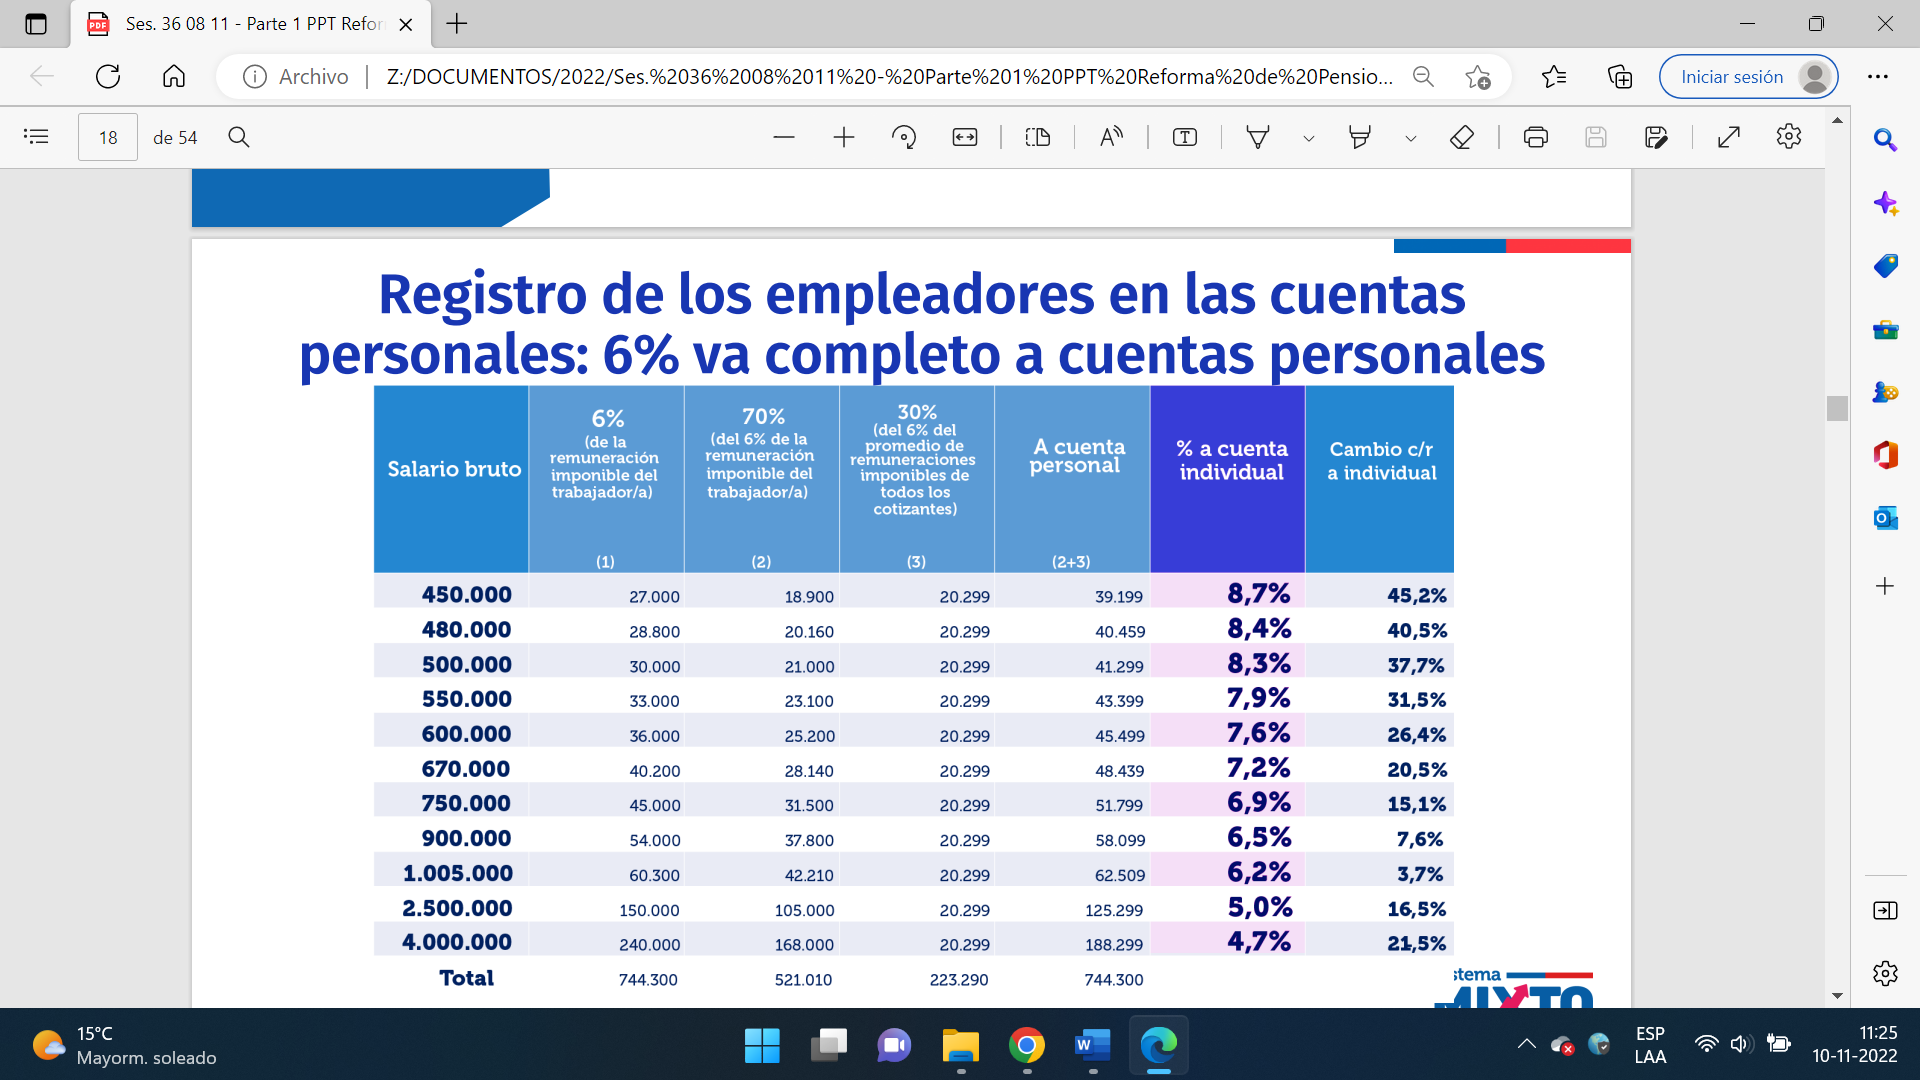 Ses. 36 08 11 - Parte 1 PPT Refor
Archivo
Z:/DOCUMENTOS/2022/Ses.%2036%2008%2011%20-%20Parte%201%20PPT%20Reforma%20de%20Pensio...
Iniciar sesión
18 de 54
Registro de los empleadores en las cuentas
personales: 6% va completo a cuentas personales
Salario bruto
6%
(de la
remuneración
imponible del
trabajador/a)
(1)
70%
(del 6% de la
remuneración
imponible del
trabajador/a)
(2)
30%
(del 6% del
promedio de
remuneraciones
imponibles de
todos los
cotizantes)
(3)
A cuenta
personal
(2+3)
% a cuenta
individual
Cambio c/r
a individual
450.000 27.000 18.900 20.299 39.199 8,7% 45,2%
480.000 28.800 20.160 20.299 40.459 8,4% 40,5%
500.000 30.000 21.000 20.299 41.299 8,3% 37,7%
550.000 33.000 23.100 20.299 43.399 7,9% 31,5%
600.000 36.000 25.200 20.299 45.499 7,6% 26,4%
670.000 40.200 28.140 20.299 48.439 7,2% 20,5%
750.000 45.000 31.500 20.299 51.799 6,9% 15,1%
900.000 54.000 37.800 20.299 58.099 6,5% 7,6%
1.005.000 60.300 42.210 20.299 62.509 6,2% 3,7%
2.500.000 150.000 105.000 20.299 125.299 5,0% 16,5%
4.000.000 240.000 168.000 20.299 188.299 4,7% 21,5%
Total 744.300 521.010 223.290 744.300
stema
MIXTO
15°C
Mayorm. soleado
ESP
LAA
11:25
10-11-2022